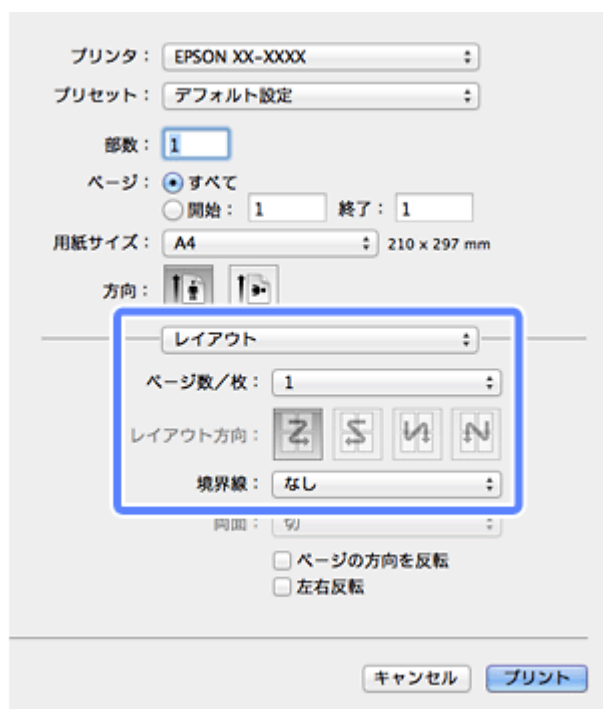 プリンタ： EPSON XX-XXXX
プリセット： デフォルト設定
部数： 1
ページ： すべて
開始： 1 終了： 1
用紙サイズ： A4 210 x 297 mm
方向：
レイアウト
ページ数／枚： 1
レイアウト方向：
境界線： なし
両面： 切
ページの方向を反転
左右反転
キャンセル プリント